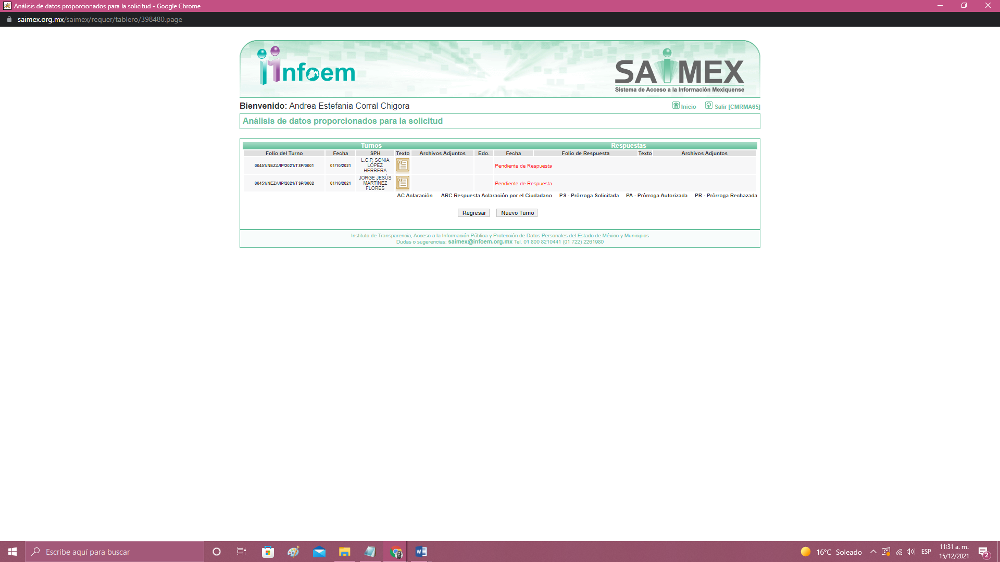 Análisis de datos proporcionados para la solicitud - Google Chrome
saimex.org.mx/saimex/requer/tablero/398480.page
infoem
SAIMEX
Sistema de Acceso a la Información Mexiquense
Bienvenido: Andrea Estefania Corral Chigora
Inicio Salir [CMRMA65]
Análisis de datos proporcionados para la solicitud
Turnos Respuestas
Folio del Turno Fecha SPH Texto Archivos Adjuntos Edo. Fecha Folio de Respuesta Texto Archivos Adjuntos
00451/NEZA/IP/2021/TSP/0001 01/10/2021 L.C.P. SONIA LÓPEZ HERRERA Pendiente de Respuesta
00451/NEZA/IP/2021/TSP/0002 01/10/2021 JORGE JESÚS MARTÍNEZ FLORES Pendiente de Respuesta
AC Aclaración ARC Respuesta Aclaración por el Ciudadano PS - Prórroga Solicitada PA - Prórroga Autorizada PR - Prórroga Rechazada
Regresar Nuevo Turno
Instituto de Transparencia, Acceso a la Información Pública y Protección de Datos Personales del Estado de México y Municipios
Dudas o sugerencias: saimex@infoem.org.mx Tel. 01 800 8210441 (01 722) 2261980
Escribe aquí para buscar
16°C Soleado
ESP
11:31 a. m.
15/12/2021
2